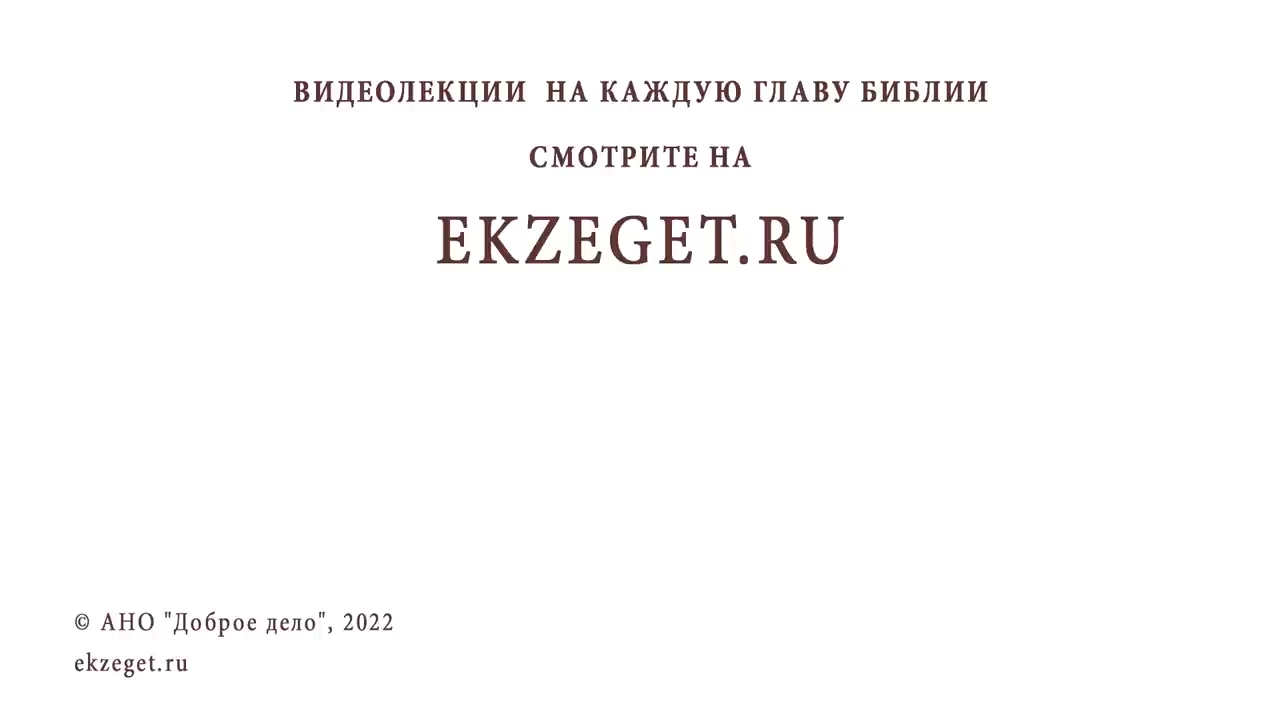 ВИДЕОЛЕКЦИИ НА КАЖДУЮ ГЛАВУ БИБЛИИ
СМОТРИТЕ НА
EKZEGET.RU
© АНО "Доброе дело", 2022
ekzeget.ru